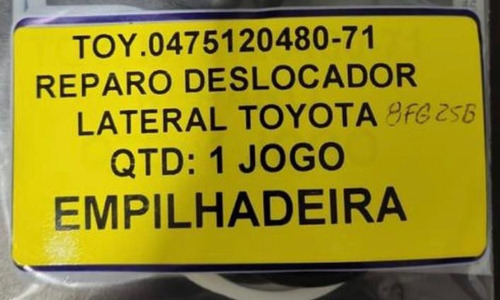 TOY.0475120480-71
REPARO DESLOCADOR
LATERAL TOYOTA 8FG25B
QTD: 1 JOGO
EMPILHADEIRA